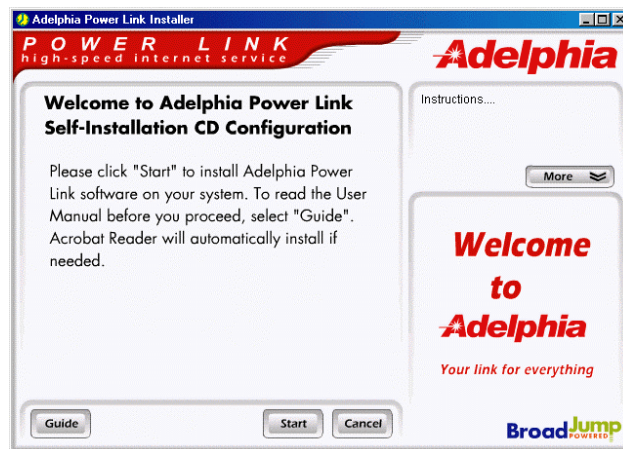 Adelphia Power Link Installer
POWER LINK
high-speed internet service
Adelphia
Welcome to Adelphia Power Link
Self-Installation CD Configuration
Please click "Start" to install Adelphia Power
Link software on your system. To read the User
Manual before you proceed, select "Guide".
Acrobat Reader will automatically install if
needed.
Instructions....
More
Welcome
to
Adelphia
Your link for everything
Guide
Start
Cancel
BroadJump
POWERED